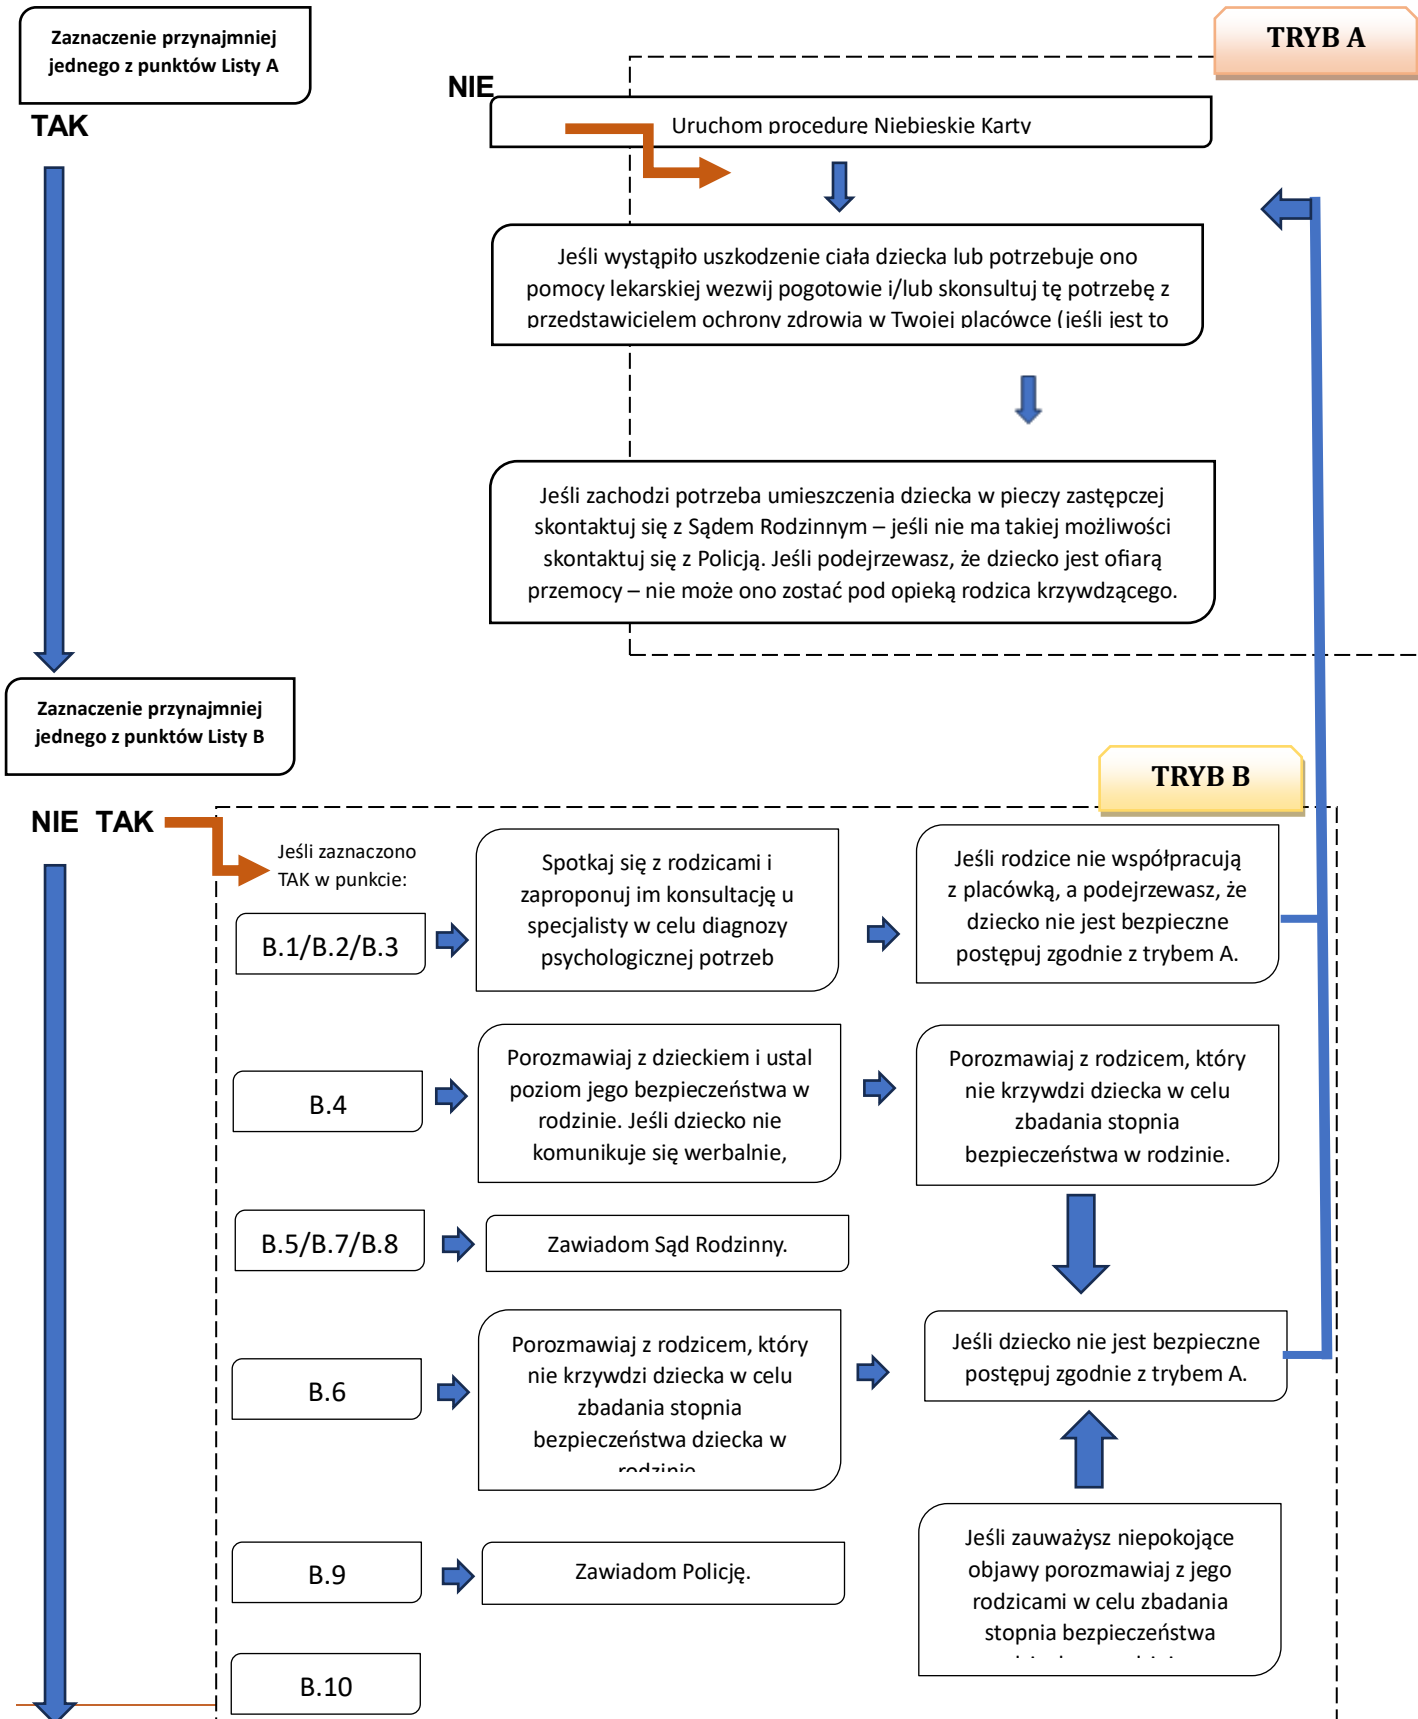 Zaznaczenie przynajmniej
jednego z punktów Listy A
TAK
NIE
TRYB A
Uruchom procedurę Niebieskie Karty
Jeśli wystąpiło uszkodzenie ciała dziecka lub potrzebuje ono
pomocy lekarskiej wezwij pogotowie i/lub skonsultuj tę potrzebę z
przedstawicielem ochrony zdrowia w Twojej placówce (jeśli jest to
Jeśli zachodzi potrzeba umieszczenia dziecka w pieczy zastępczej
skontaktuj się z Sądem Rodzinnym – jeśli nie ma takiej możliwości
skontaktuj się z Policją. Jeśli podejrzewasz, że dziecko jest ofiarą
przemocy – nie może ono zostać pod opieką rodzica krzywdzącego.
Zaznaczenie przynajmniej
jednego z punktów Listy B
TRYB B
NIE TAK
Jeśli zaznaczono
TAK w punkcie:
B.1/B.2/B.3
Spotkaj się z rodzicami i
zaproponuj im konsultację u
specjalisty w celu diagnozy
psychologicznej potrzeb
Jeśli rodzice nie współpracują
z placówką, a podejrzewasz, że
dziecko nie jest bezpieczne
postępuj zgodnie z trybem A.
B.4
Porozmawiaj z dzieckiem i ustal
poziom jego bezpieczeństwa w
rodzinie. Jeśli dziecko nie
komunikuje się werbalnie,
Porozmawiaj z rodzicem, który
nie krzywdzi dziecka w celu
zbadania stopnia
bezpieczeństwa w rodzinie.
B.5/B.7/B.8
Zawiadom Sąd Rodzinny.
B.6
Porozmawiaj z rodzicem, który
nie krzywdzi dziecka w celu
zbadania stopnia
bezpieczeństwa dziecka w
rodzinie
Jeśli dziecko nie jest bezpieczne
postępuj zgodnie z trybem A.
B.9
Zawiadom Policję.
Jeśli zauważysz niepokojące
objawy porozmawiaj z jego
rodzicami w celu zbadania
stopnia bezpieczeństwa
B.10